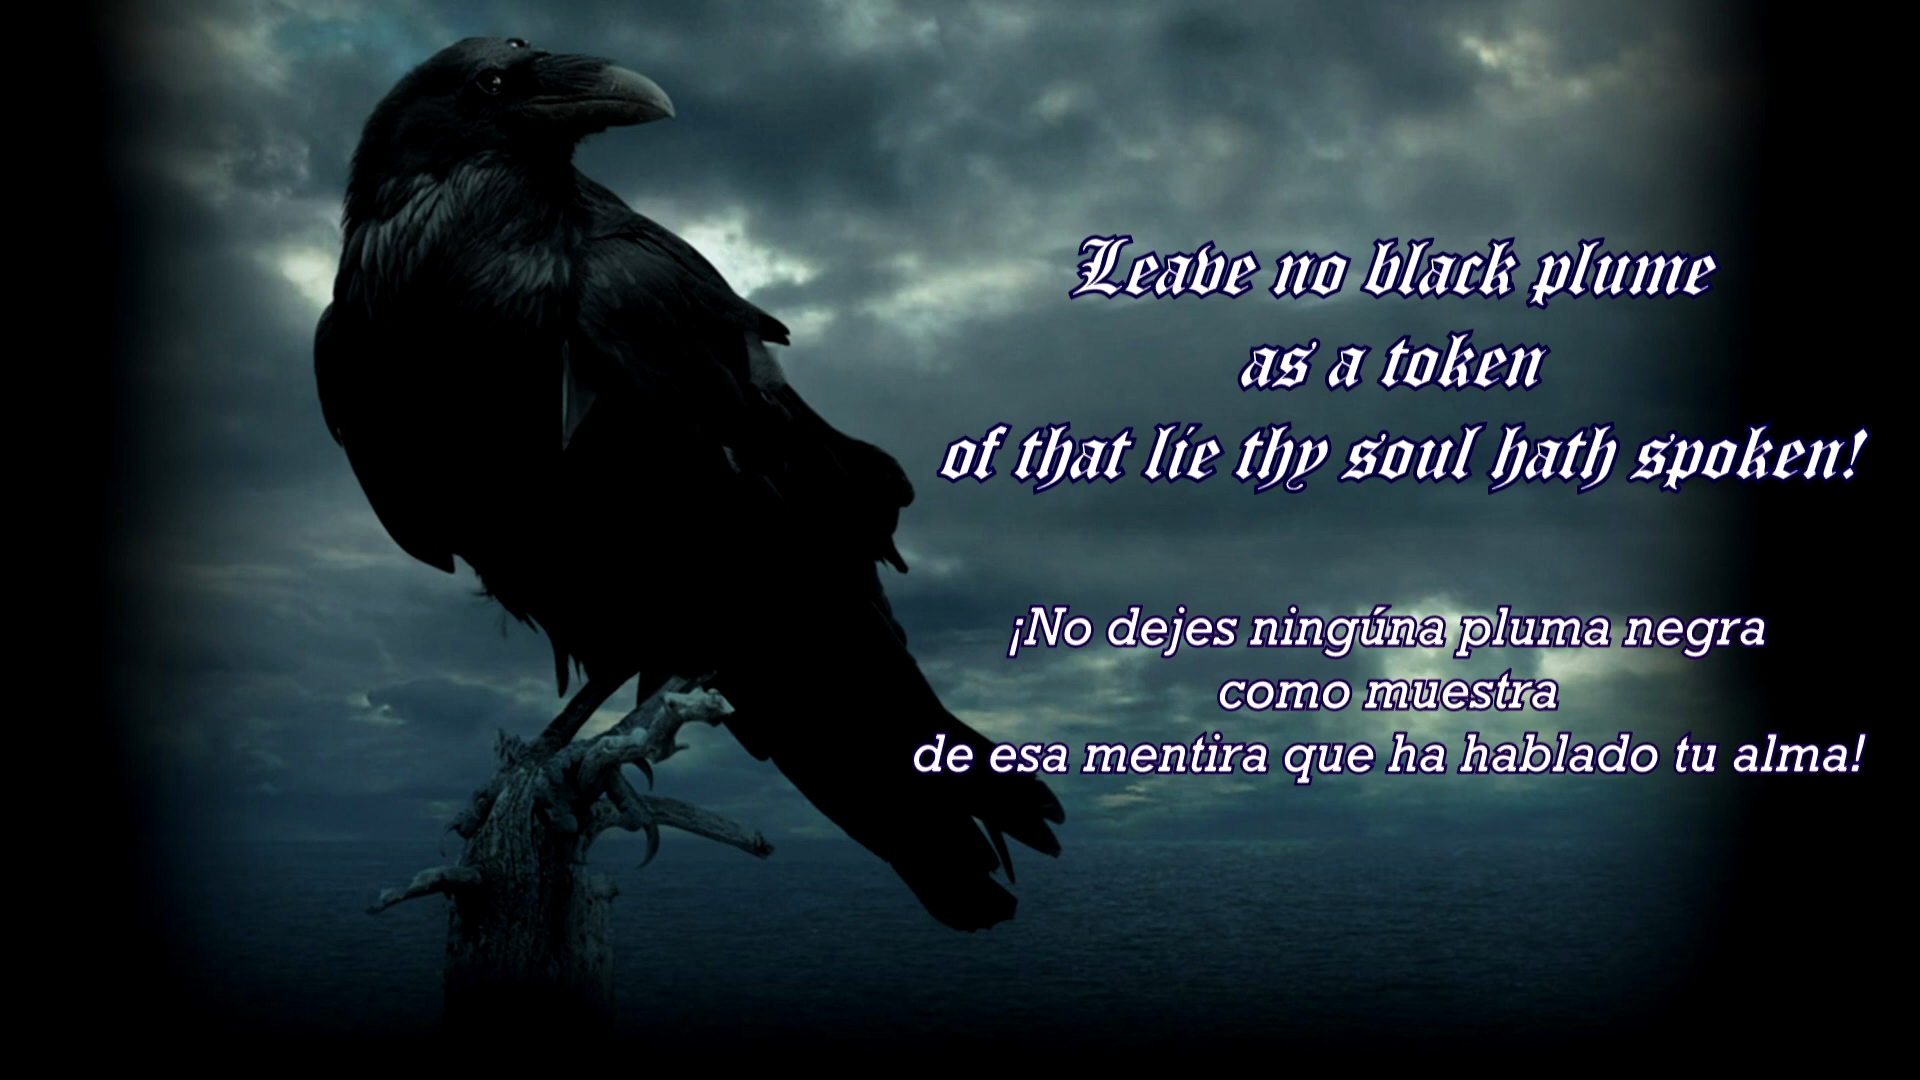 Leave no black plume
as a token
of that lie thy soul hath spoken!
¡No dejes ningúna pluma negra
como muestra
de esa mentira que ha hablado tu alma!